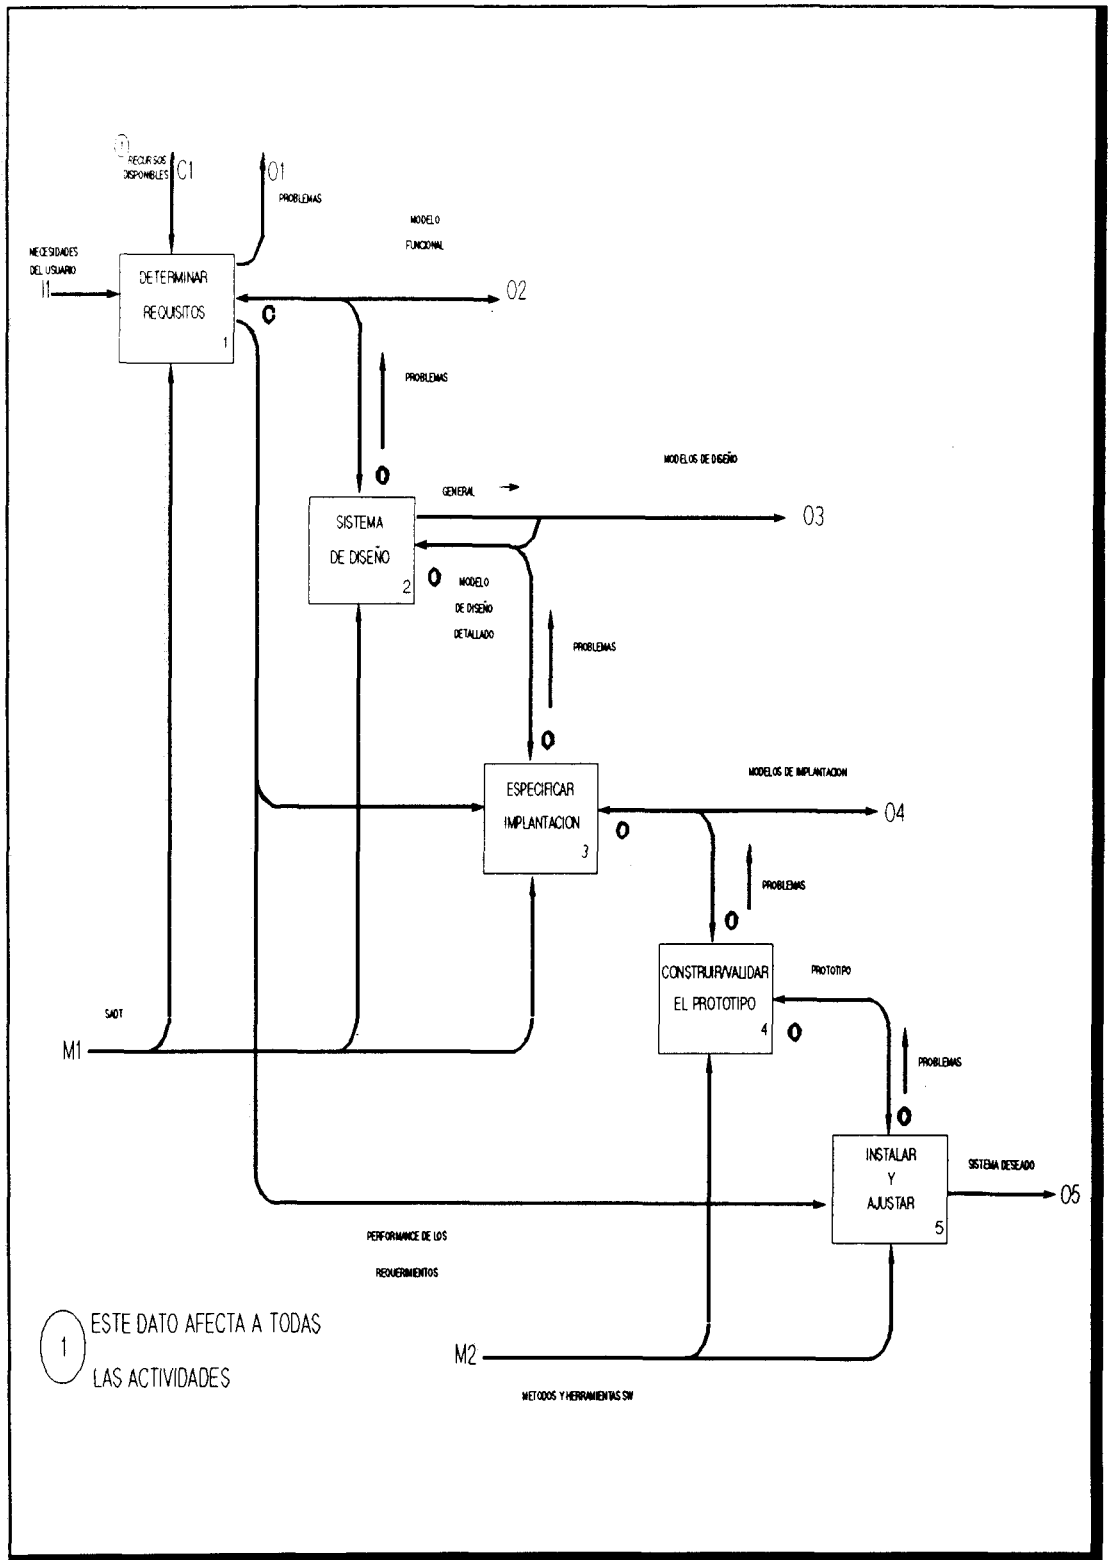 1
RECURSOS
DISPONIBLES
C1
O1
PROBLEMAS
MODELO
FUNCIONAL
NECESIDADES
DEL USUARIO
I1
DETERMINAR
REQUISITOS
1
O2
PROBLEMAS
MODELOS DE DISEÑO
GENERAL
O3
SISTEMA
DE DISEÑO
2
MODELO
DE DISEÑO
DETALLADO
PROBLEMAS
MODELOS DE IMPLANTACION
ESPECIFICAR
IMPLANTACION
3
O4
PROBLEMAS
CONSTRUIR/VALIDAR
EL PROTOTIPO
4
PROTOTIPO
SADT
M1
PROBLEMAS
INSTALAR
Y
AJUSTAR
5
SISTEMA DESEADO
O5
PERFORMANCE DE LOS
REQUERIMIENTOS
1
ESTE DATO AFECTA A TODAS
LAS ACTIVIDADES
M2
METODOS Y HERRAMIENTAS SW